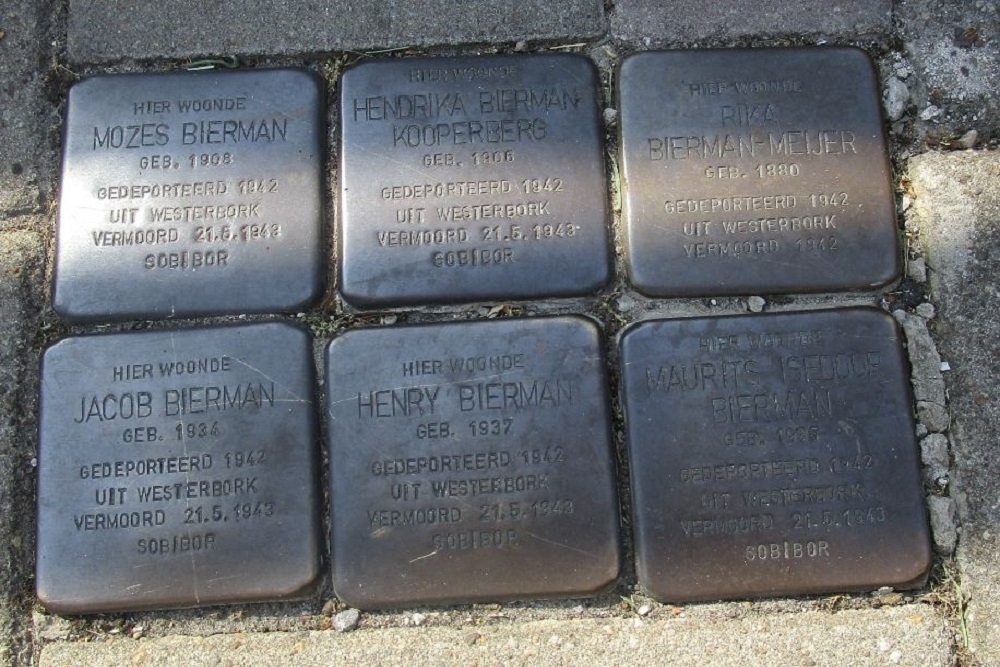 HIER WOONDE
MOZES BIERMAN
GEB. 1908
GEDEPORTEERD 1942
UIT WESTERBORK
VERMOORD 21.5.1943
SOBIBOR
HIER WOONDE
HENDRIKA BIERMAN-
KOOPERBERG
GEB. 1906
GEDEPORTEERD 1942
UIT WESTERBORK
VERMOORD 21.5.1943
SOBIBOR
HIER WOONDE
RIKA
BIERMAN-MEIJER
GEB. 1880
GEDEPORTEERD 1942
UIT WESTERBORK
VERMOORD 1942
HIER WOONDE
JACOB BIERMAN
GEB. 1934
GEDEPORTEERD 1942
UIT WESTERBORK
VERMOORD 21.5.1943
SOBIBOR
HIER WOONDE
HENRY BIERMAN
GEB. 1937
GEDEPORTEERD 1942
UIT WESTERBORK
VERMOORD 21.5.1943
SOBIBOR
HIER WOONDE
MAURITS ISEDOOR
BIERMAN
GEB.
GEDEPORTEERD 1942
UIT WESTERBORK
VERMOORD 21.5.1943
SOBIBOR